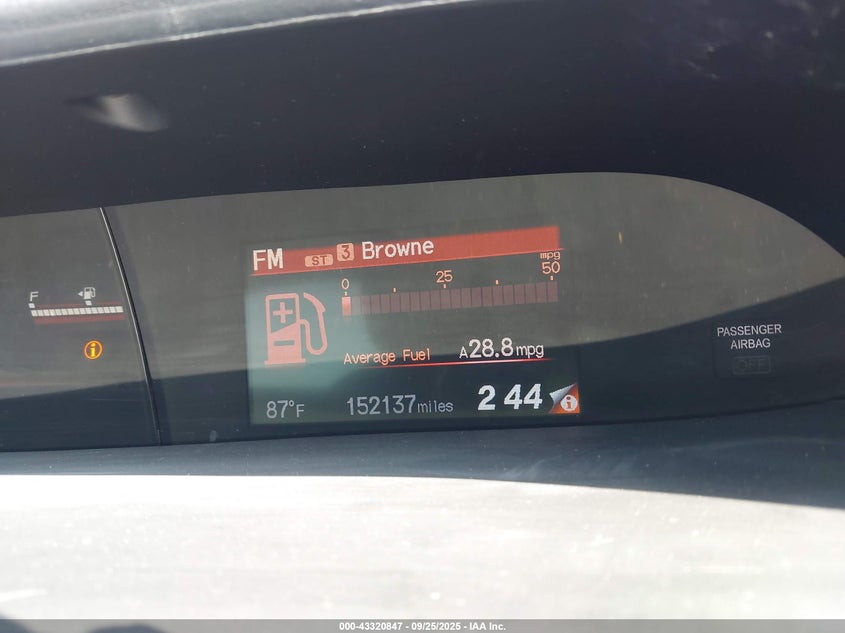 FM ST 3 Browne
mpg
0 25 50
F
Average Fuel A28.8mpg
87°F 152137miles 2 44
PASSENGER
AIRBAG
OFF
000-43320847 - 09/25/2025 - IAA Inc.